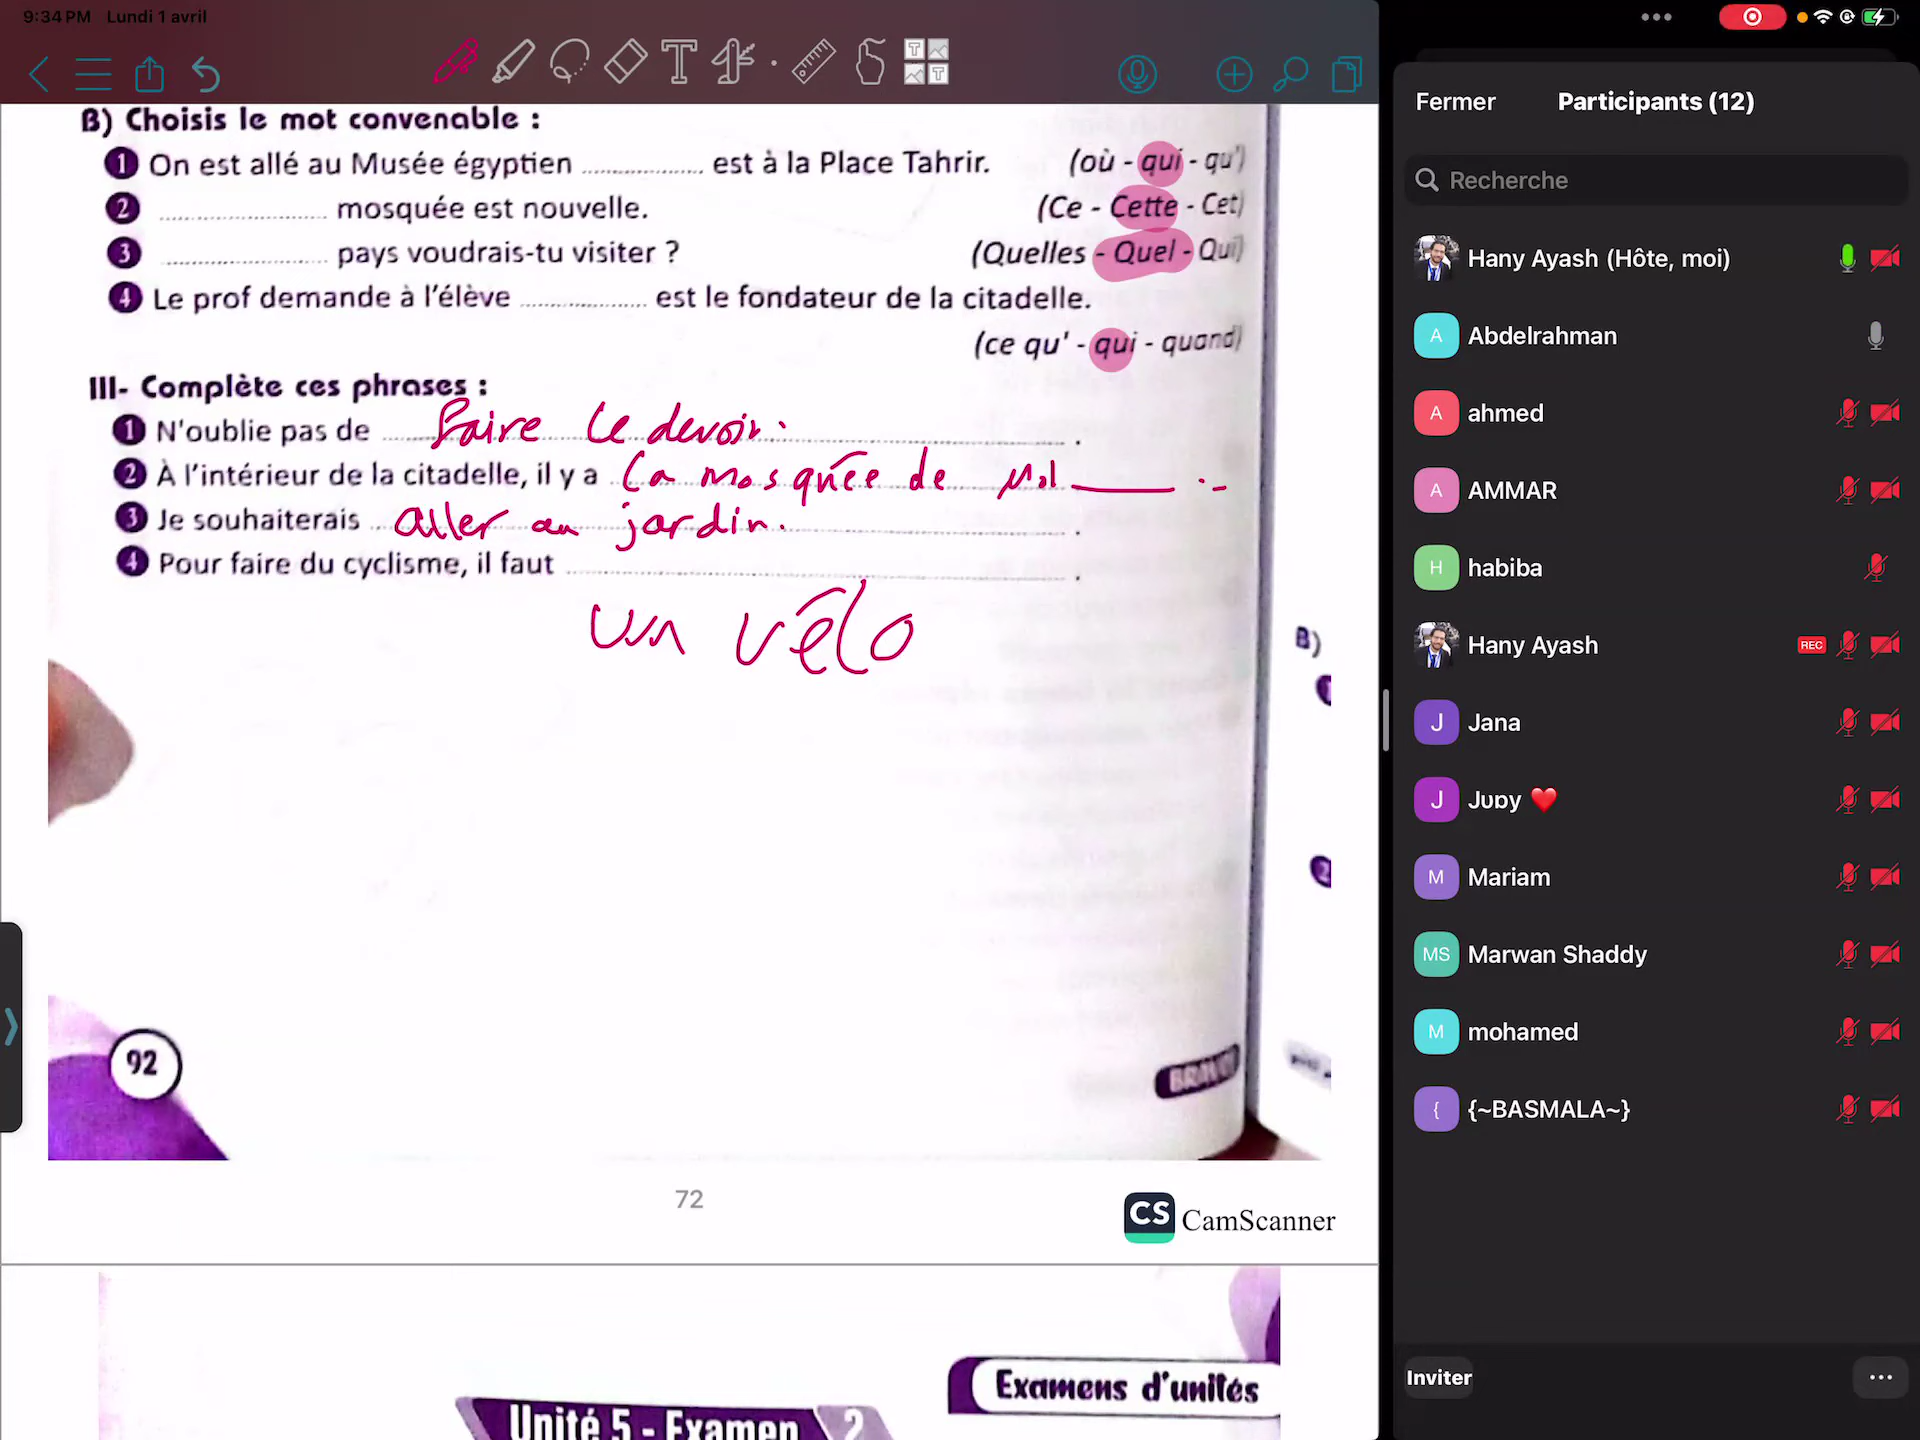 9:34 PM Lundi 1 avril
B) Choisis le mot convenable :
1 On est allé au Musée égyptien .................. est à la Place Tahrir. (où - qui - qu')
2 .......................... mosquée est nouvelle. (Ce - Cette - Cet)
3 .......................... pays voudrais-tu visiter ? (Quelles - Quel - Qui)
4 Le prof demande à l'élève .................. est le fondateur de la citadelle.
(ce qu' - qui - quand)
III- Complète ces phrases :
1 N'oublie pas de faire le devoir.
2 À l'intérieur de la citadelle, il y a la mosquée de
3 Je souhaiterais aller au jardin.
4 Pour faire du cyclisme, il faut ..................
un vélo
92
BRAVO
B)
1
2
72
CS CamScanner
Examens d'unités
Unité 5 - Examen 2
Fermer Participants (12)
Recherche
Hany Ayash (Hôte, moi)
A Abdelrahman
A ahmed
A AMMAR
H habiba
Hany Ayash REC
J Jana
J Jupy ❤️
M Mariam
MS Marwan Shaddy
M mohamed
{ {~BASMALA~}
Inviter